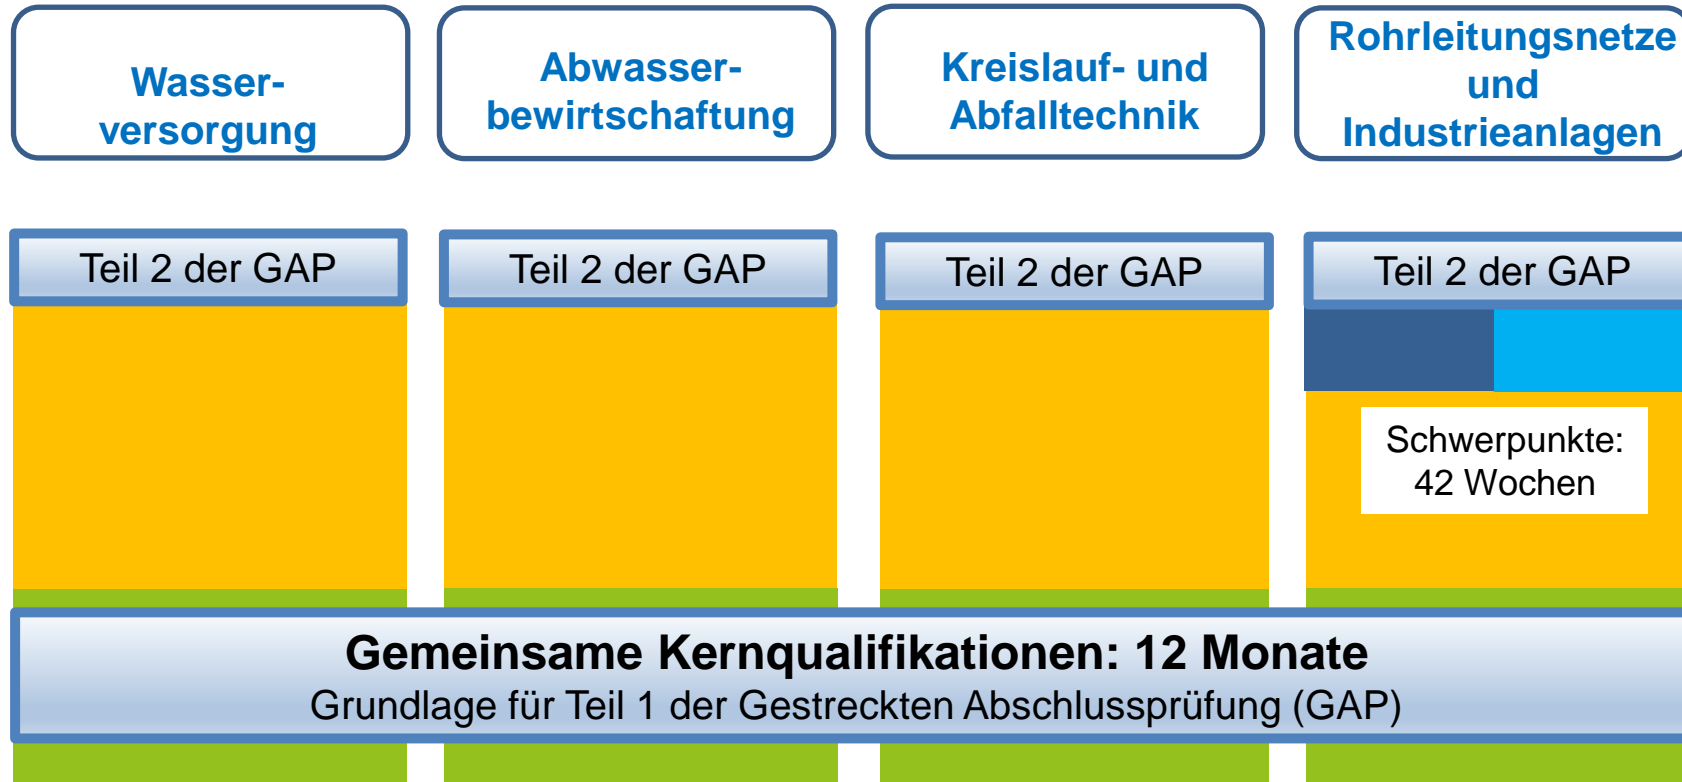 Wasser-
versorgung
Abwasser-
bewirtschaftung
Kreislauf- und
Abfalltechnik
Rohrleitungsnetze
und
Industrieanlagen
Teil 2 der GAP
Teil 2 der GAP
Teil 2 der GAP
Teil 2 der GAP
Schwerpunkte:
42 Wochen
Gemeinsame Kernqualifikationen: 12 Monate
Grundlage für Teil 1 der Gestreckten Abschlussprüfung (GAP)